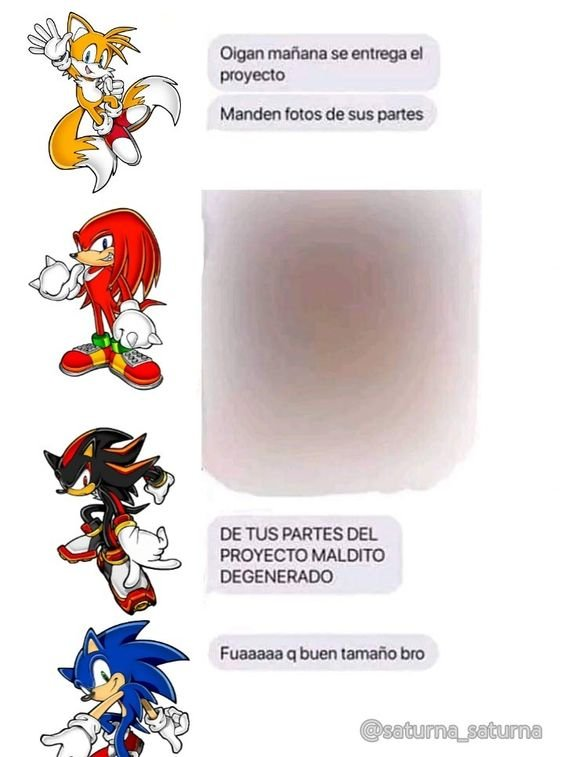 Oigan mañana se entrega el
proyecto
Manden fotos de sus partes
DE TUS PARTES DEL
PROYECTO MALDITO
DEGENERADO
Fuaaaaa q buen tamaño bro
@saturna_saturna